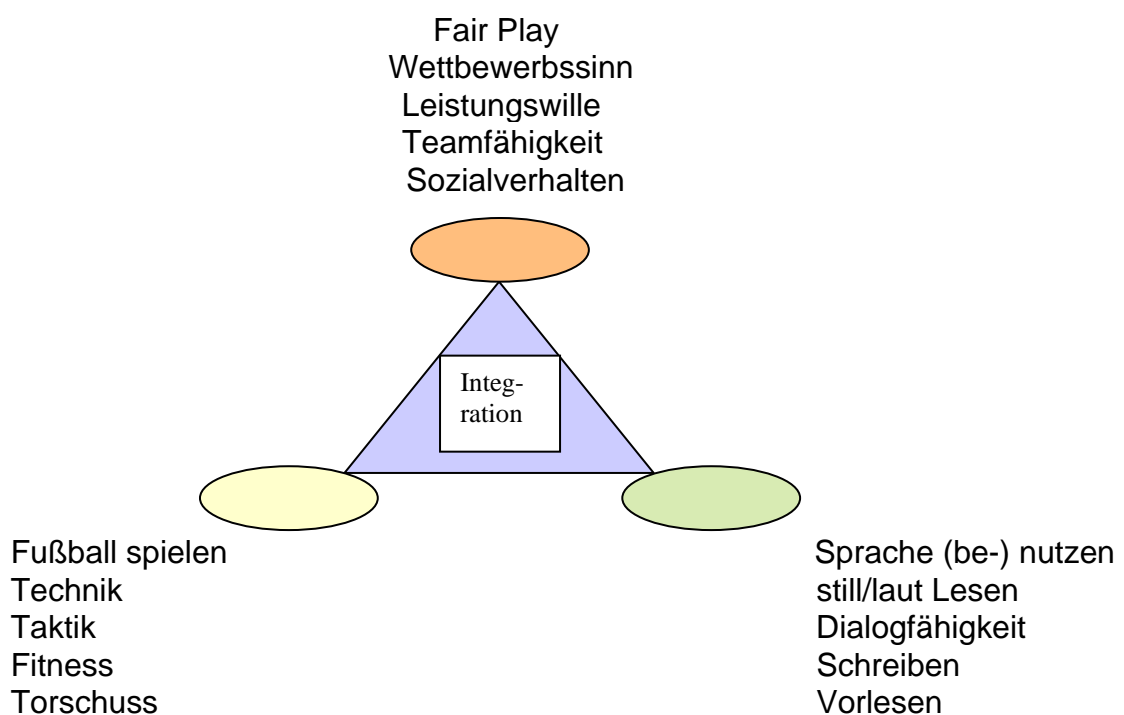 Fair Play
Wettbewerbssinn
Leistungswille
Teamfähigkeit
Sozialverhalten
Integ-
ration
Fußball spielen
Technik
Taktik
Fitness
Torschuss
Sprache (be-) nutzen
still/laut Lesen
Dialogfähigkeit
Schreiben
Vorlesen